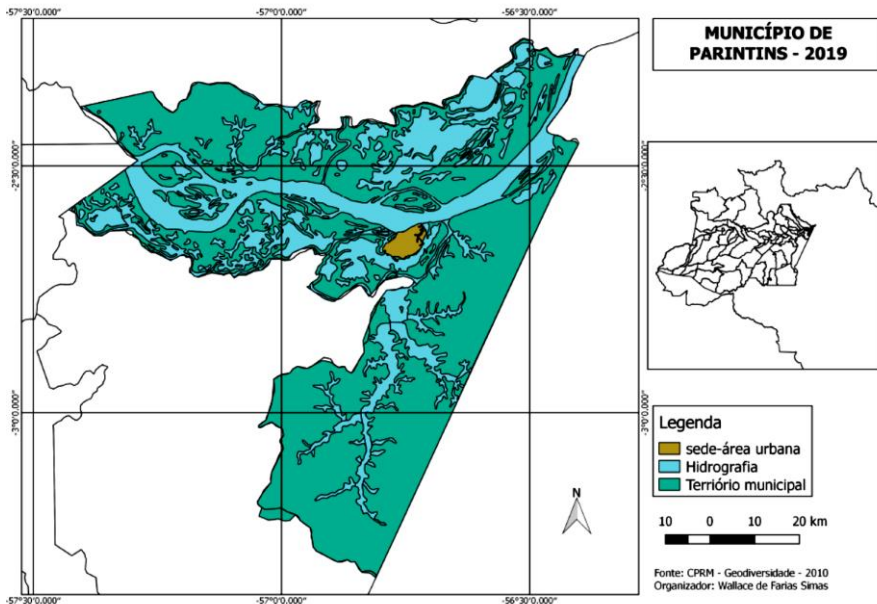 -57°30'0.000"
-57°0'0.000"
-56°30'0.000"
MUNICÍPIO DE
PARINTINS - 2019
-2°30'0.000"
-2°30'0.000"
-3°0'0.000"
-3°0'0.000"
Legenda
sede-área urbana
Hidrografia
Terriório municipal
N
10 0 10 20 km
Fonte: CPRM - Geodiversidade - 2010
Organizador: Wallace de Farias Simas
-57°30'0.000"
-57°0'0.000"
-56°30'0.000"